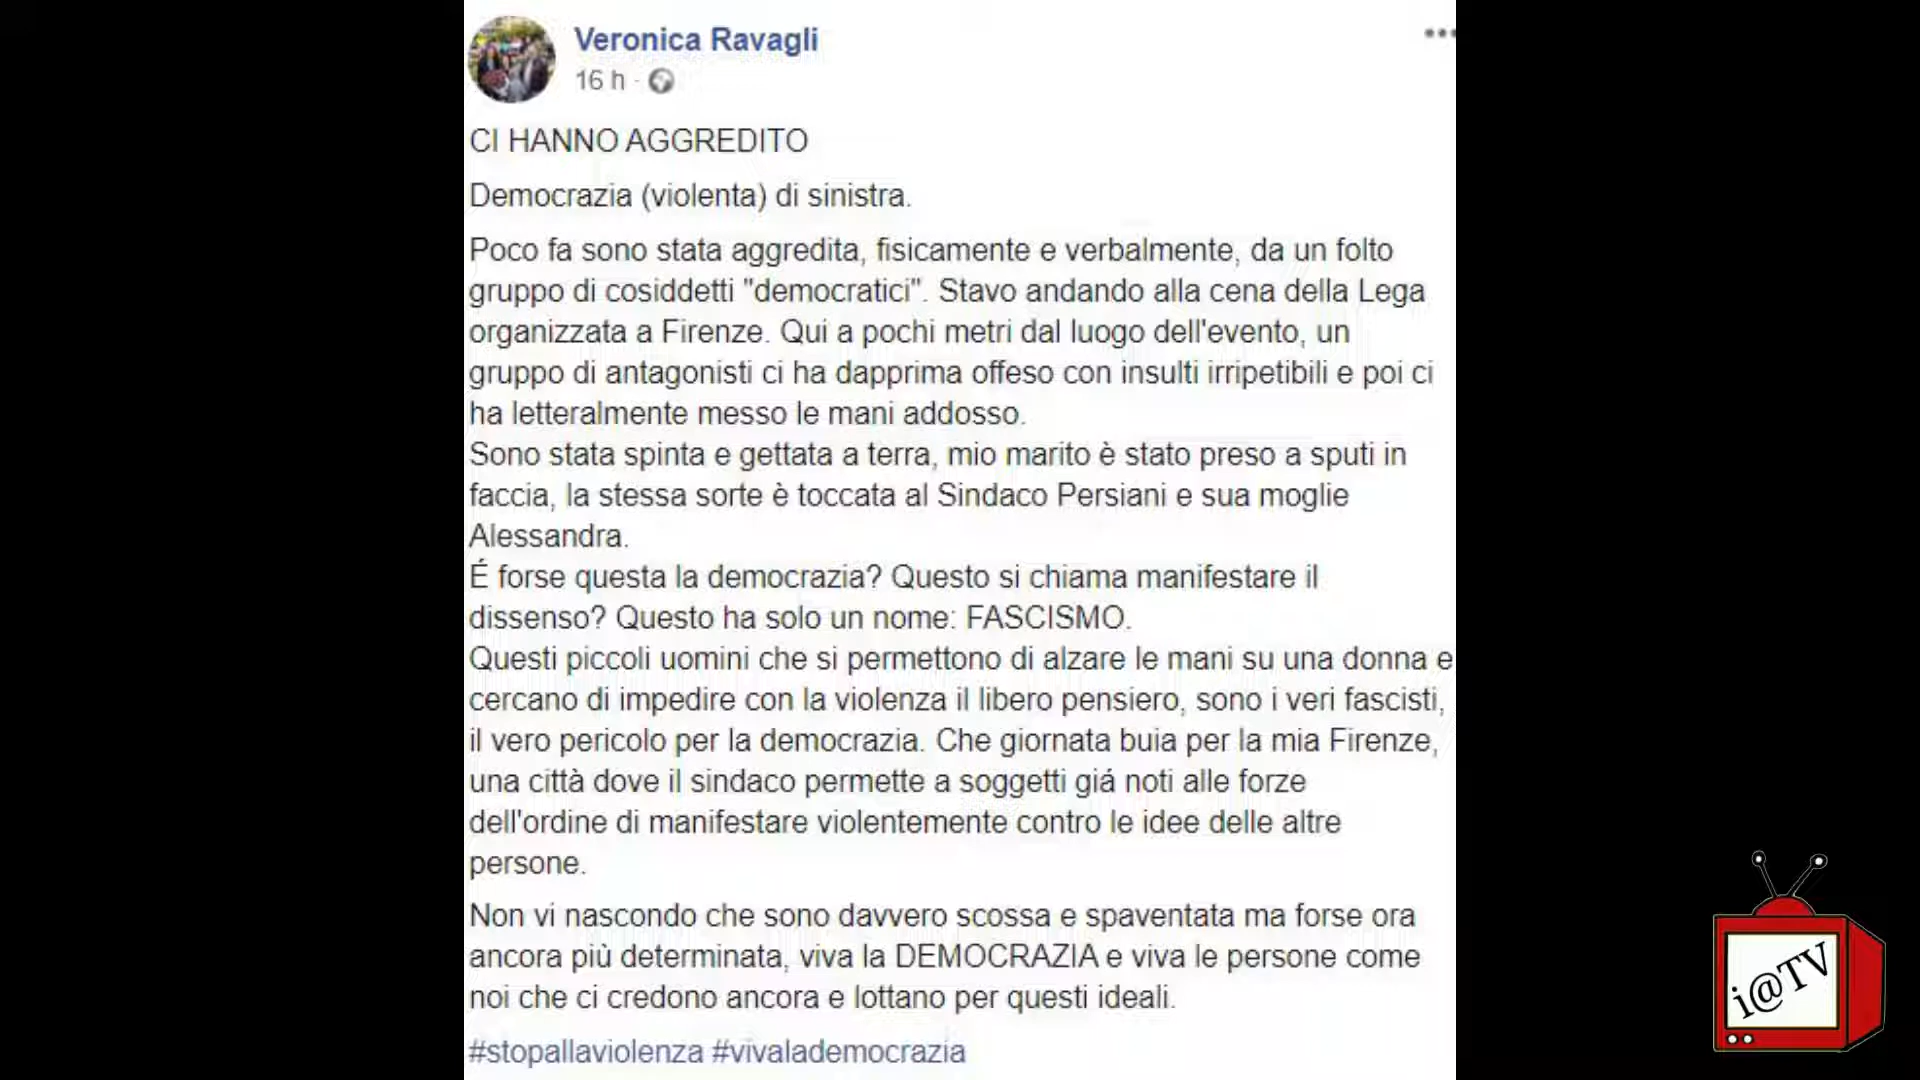 Veronica Ravagli
16 h ·
CI HANNO AGGREDITO
Democrazia (violenta) di sinistra.
Poco fa sono stata aggredita, fisicamente e verbalmente, da un folto
gruppo di cosiddetti "democratici". Stavo andando alla cena della Lega
organizzata a Firenze. Qui a pochi metri dal luogo dell'evento, un
gruppo di antagonisti ci ha dapprima offeso con insulti irripetibili e poi ci
ha letteralmente messo le mani addosso.
Sono stata spinta e gettata a terra, mio marito è stato preso a sputi in
faccia, la stessa sorte è toccata al Sindaco Persiani e sua moglie
Alessandra.
É forse questa la democrazia? Questo si chiama manifestare il
dissenso? Questo ha solo un nome: FASCISMO.
Questi piccoli uomini che si permettono di alzare le mani su una donna e
cercano di impedire con la violenza il libero pensiero, sono i veri fascisti,
il vero pericolo per la democrazia. Che giornata buia per la mia Firenze,
una città dove il sindaco permette a soggetti giá noti alle forze
dell'ordine di manifestare violentemente contro le idee delle altre
persone.
Non vi nascondo che sono davvero scossa e spaventata ma forse ora
ancora più determinata, viva la DEMOCRAZIA e viva le persone come
noi che ci credono ancora e lottano per questi ideali.
#stopallaviolenza #vivalademocrazia
i@TV